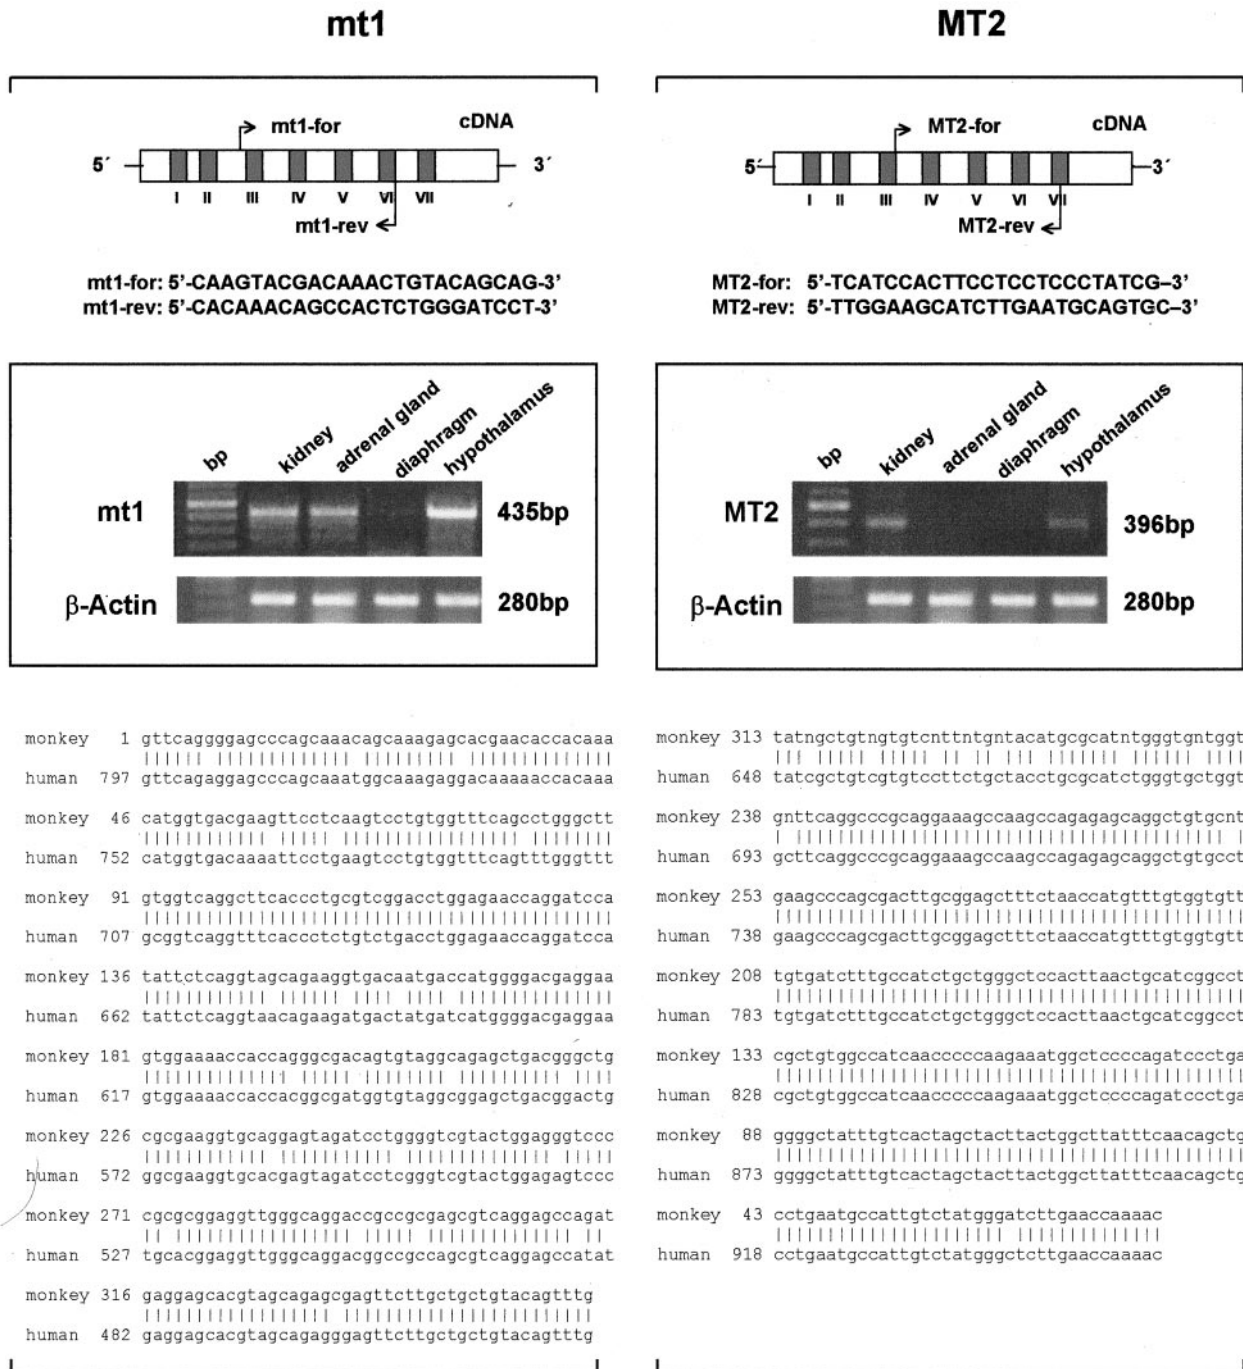 mt1
mt1-for
cDNA
5´
3´
I II III IV V VI VII
mt1-rev
mt1-for: 5’-CAAGTACGACAAACTGTACAGCAG-3’
mt1-rev: 5’-CACAAACAGCCACTCTGGGATCCT-3’
bp
kidney
adrenal gland
diaphragm
hypothalamus
mt1
435bp
β-Actin
280bp
monkey 1 gttcaggggagcccagcaaacagcaaagagcacgaacaccacaaa
human 797 gttcagaggagcccagcaaatggcaaagaggacaaaaaccacaaa
monkey 46 catggtgacgaagttcctcaagtcctgtggtttcagcctgggctt
human 752 catggtgacaaaattcctgaagtcctgtggtttcagtttgggttt
monkey 91 gtggtcaggcttcaccctgcgtcggacctggagaaccaggatcca
human 707 gcggtcaggtttcaccctctgtctgacctggagaaccaggatcca
monkey 136 tattctcaggtagcagaaggtgacaatgaccatggggacgaggaa
human 662 tattctcaggtaacagaagatgactatgatcatggggacgaggaa
monkey 181 gtggaaaaccaccagggcgacagtgtaggcagagctgacgggctg
human 617 gtggaaaaccaccacggcgatggtgtaggcggagctgacggactg
monkey 226 cgcgaaggtgcaggagtagatcctggggtcgtactggagggtccc
human 572 ggcgaaggtgcacgagtagatcctcgggtcgtactggagagtccc
monkey 271 cgcgcggaggttgggcaggaccgccgcgagcgtcaggagccagat
human 527 tgcacggaggttgggcaggacggccgccagcgtcaggagccatat
monkey 316 gaggagcacgtagcagagcgagttcttgctgctgtacagtttg
human 482 gaggagcacgtagcagagggagttcttgctgctgtacagtttg
MT2
MT2-for
cDNA
5´
3´
I II III IV V VI VII
MT2-rev
MT2-for: 5’-TCATCCACTTCCTCCTCCCTATCG–3’
MT2-rev: 5’-TTGGAAGCATCTTGAATGCAGTGC–3’
bp
kidney
adrenal gland
diaphragm
hypothalamus
MT2
396bp
β-Actin
280bp
monkey 313 tatngctgtngtgtcnttntgntacatgcgcatntgggtgntggt
human 648 tatcgctgtcgtgtccttctgctacctgcgcatctgggtgctggt
monkey 238 gnttcaggcccgcaggaaagccaagccagagagcaggctgtgcnt
human 693 gcttcaggcccgcaggaaagccaagccagagagcaggctgtgcct
monkey 253 gaagcccagcgacttgcggagctttctaaccatgtttgtggtgtt
human 738 gaagcccagcgacttgcggagctttctaaccatgtttgtggtgtt
monkey 208 tgtgatctttgccatctgctgggctccacttaactgcatcggcct
human 783 tgtgatctttgccatctgctgggctccacttaactgcatcggcct
monkey 133 cgctgtggccatcaacccccaagaaatggctccccagatccctga
human 828 cgctgtggccatcaacccccaagaaatggctccccagatccctga
monkey 88 ggggctatttgtcactagctacttactggcttatttcaacagctg
human 873 ggggctatttgtcactagctacttactggcttatttcaacagctg
monkey 43 cctgaatgccattgtctatgggatcttgaaccaaaac
human 918 cctgaatgccattgtctatgggctcttgaaccaaaac